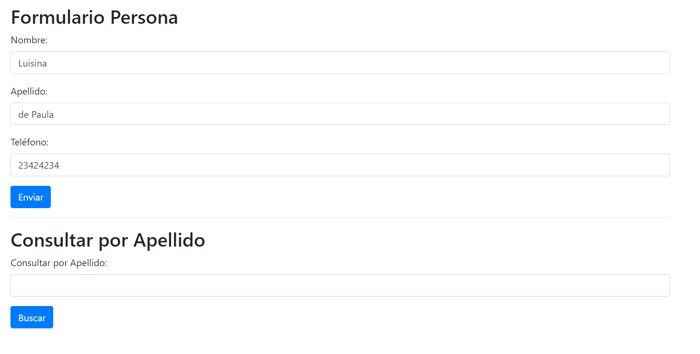 Formulario Persona
Nombre:
Luisina
Apellido:
de Paula
Teléfono:
23424234
Enviar
Consultar por Apellido
Consultar por Apellido:
Buscar